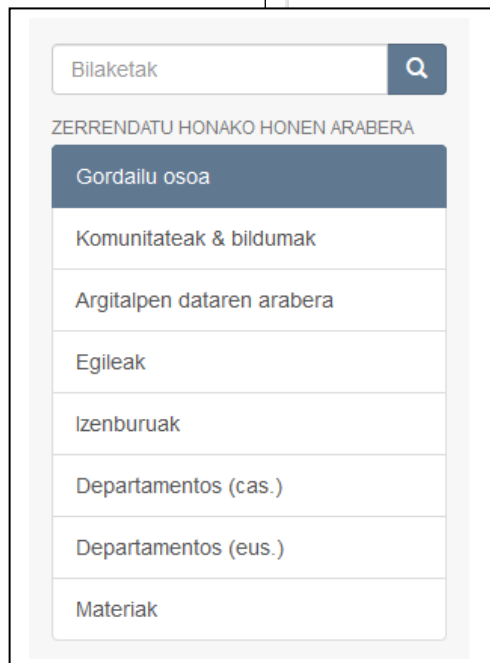 Bilaketak
ZERRENDATU HONAKO HONEN ARABERA
Gordailu osoa
Komunitateak & bildumak
Argitalpen dataren arabera
Egileak
Izenburuak
Departamentos (cas.)
Departamentos (eus.)
Materiak